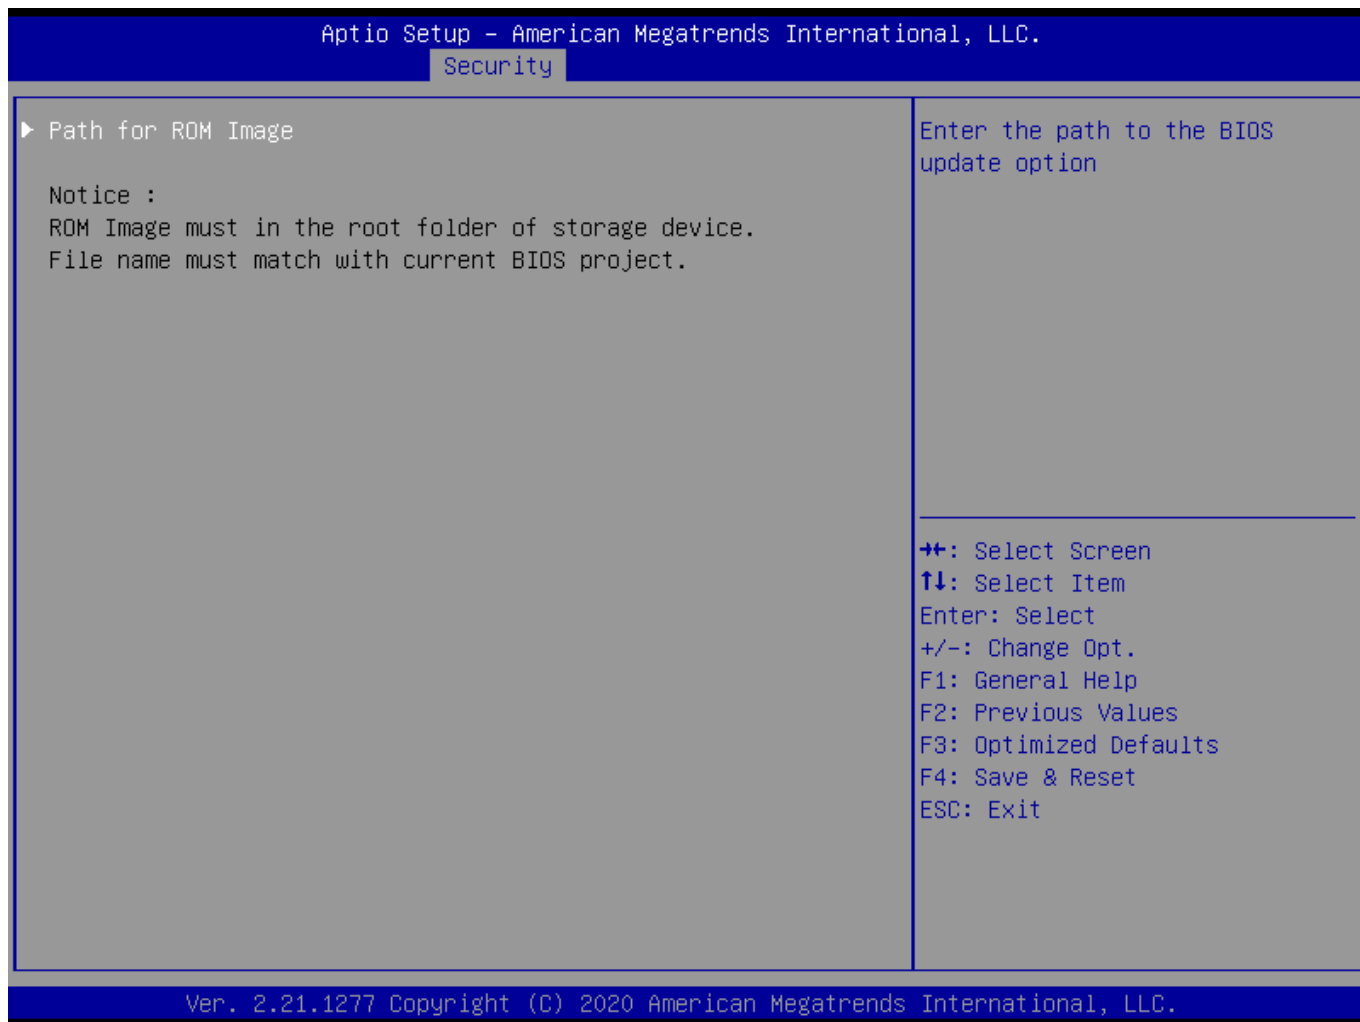 Aptio Setup – American Megatrends International, LLC.
Security
Path for ROM Image
Notice :
ROM Image must in the root folder of storage device.
File name must match with current BIOS project.
Enter the path to the BIOS
update option
→←: Select Screen
↑↓: Select Item
Enter: Select
+/-: Change Opt.
F1: General Help
F2: Previous Values
F3: Optimized Defaults
F4: Save & Reset
ESC: Exit
Ver. 2.21.1277 Copyright (C) 2020 American Megatrends International, LLC.